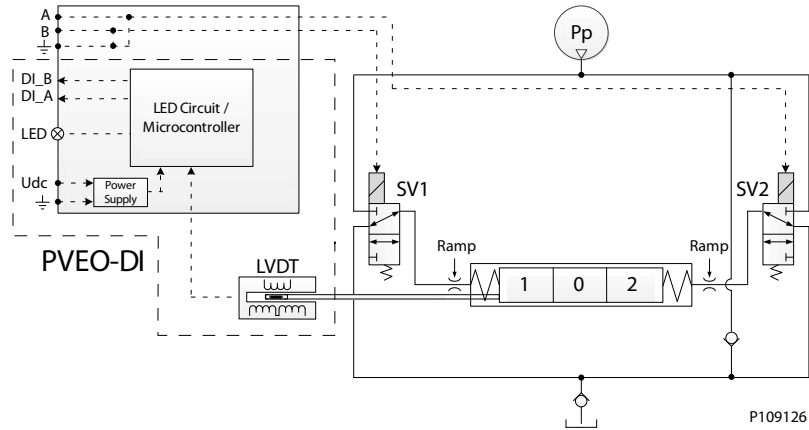 A
B
Pp
DI_B
DI_A
LED Circuit /
Microcontroller
LED
Udc
Power
Supply
SV1
SV2
PVEO-DI
LVDT
Ramp
Ramp
1 0 2
P109126